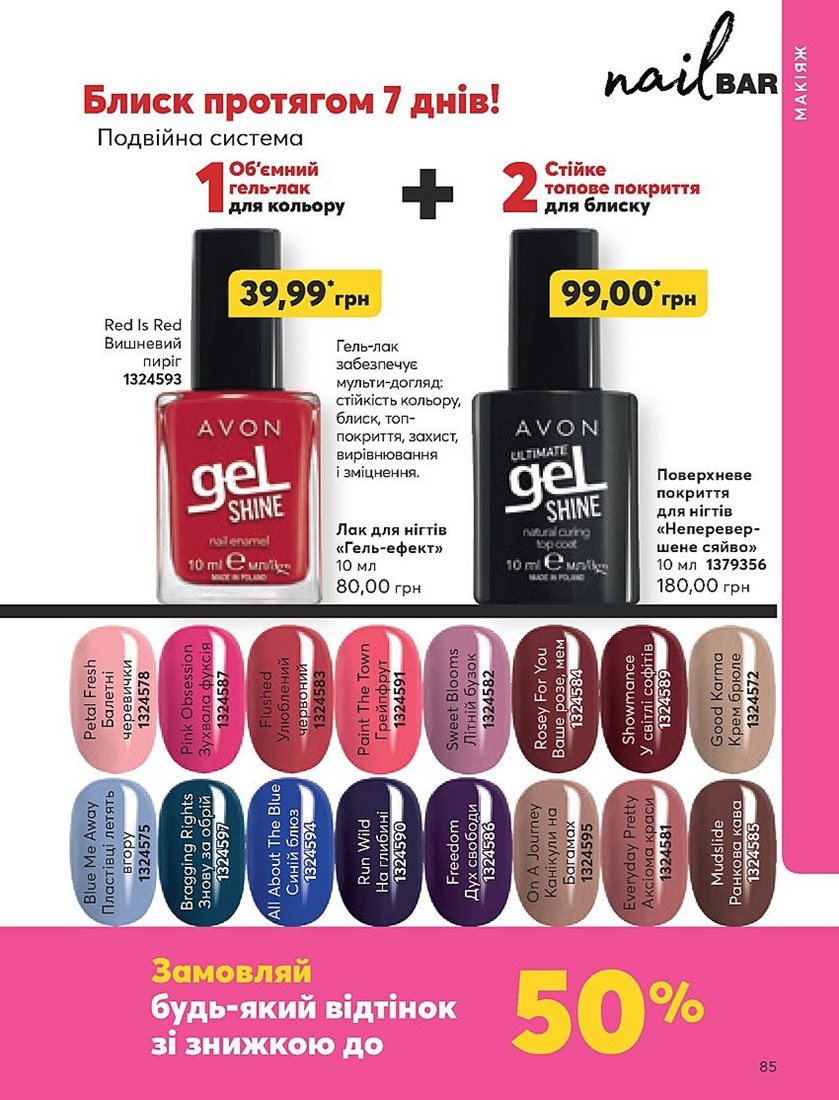 nail BAR
МАКІЯЖ
Блиск протягом 7 днів!
Подвійна система
1 Об'ємний
гель-лак
для кольору
+
2 Стійке
топове покриття
для блиску
39,99* грн
99,00* грн
Red Is Red
Вишневий
пиріг
1324593
Гель-лак
забезпечує
мульти-догляд:
стійкість кольору,
блиск, топ-
покриття, захист,
вирівнювання
і зміцнення.
AVON
gel
SHINE
nail enamel
10 ml e мл/იკ
MADE IN POLAND
Лак для нігтів
«Гель-ефект»
10 мл
80,00 грн
AVON
ULTIMATE
gel
SHINE
natural curing
top coat
10 ml e мл/იკ
MADE IN POLAND
Поверхневе
покриття
для нігтів
«Неперевер-
шене сяйво»
10 мл 1379356
180,00 грн
Petal Fresh
Балетні
черевички
1324578
Pink Obsession
Зухвала фуксія
1324587
Flushed
Улюблений
червоний
1324583
Paint The Town
Грейпфрут
1324591
Sweet Blooms
Літній бузок
1324582
Rosey For You
Ваше розе, мем
1324584
Showmance
У світлі софітів
1324589
Good Karma
Крем брюле
1324572
Blue Me Away
Пластівці летять
вгору
1324575
Bragging Rights
Знову за обрій
1324597
All About The Blue
Синій блюз
1324594
Run Wild
На глибині
1324590
Freedom
Дух свободи
1324586
On A Journey
Канікули на
Багамах
1324595
Everyday Pretty
Аксіома краси
1324581
Mudslide
Ранкова кава
1324585
Замовляй
будь-який відтінок
зі знижкою до
50%
85